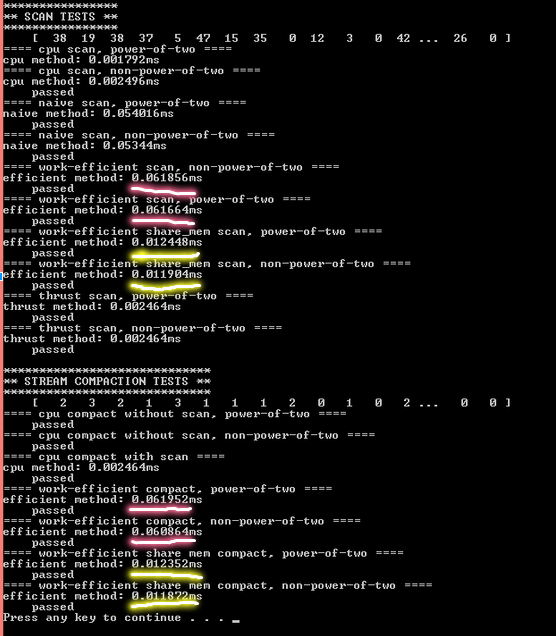 ******************
** SCAN TESTS **
******************
[ 38 19 38 37 5 47 15 35 0 12 3 0 42 ... 26 0 ]
==== cpu scan, power-of-two ====
cpu method: 0.001792ms
passed
==== cpu scan, non-power-of-two ====
cpu method: 0.002496ms
passed
==== naive scan, power-of-two ====
naive method: 0.054016ms
passed
==== naive scan, non-power-of-two ====
naive method: 0.05344ms
passed
==== work-efficient scan, non-power-of-two ====
efficient method: 0.061856ms
passed
==== work-efficient scan, power-of-two ====
efficient method: 0.061664ms
passed
==== work-efficient share_mem scan, power-of-two ====
efficient method: 0.012448ms
passed
==== work-efficient share_mem scan, non-power-of-two ====
efficient method: 0.011904ms
passed
==== thrust scan, power-of-two ====
thrust method: 0.002464ms
passed
==== thrust scan, non-power-of-two ====
thrust method: 0.002464ms
passed
*******************************
** STREAM COMPACTION TESTS **
*******************************
[ 2 3 2 1 3 1 1 1 2 0 1 0 2 ... 0 0 ]
==== cpu compact without scan, power-of-two ====
passed
==== cpu compact without scan, non-power-of-two ====
passed
==== cpu compact with scan ====
cpu method: 0.002464ms
passed
==== work-efficient compact, power-of-two ====
efficient method: 0.061952ms
passed
==== work-efficient compact, non-power-of-two ====
efficient method: 0.060864ms
passed
==== work-efficient share mem compact, power-of-two ====
efficient method: 0.012352ms
passed
==== work-efficient share mem compact, non-power-of-two ====
efficient method: 0.011872ms
passed
Press any key to continue . . . _